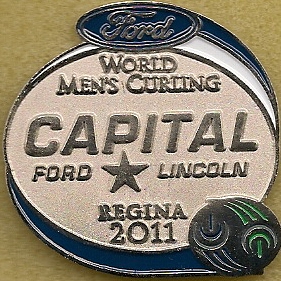 Ford
WORLD
MEN'S CURLING
CAPITAL
FORD LINCOLN
REGINA
2011